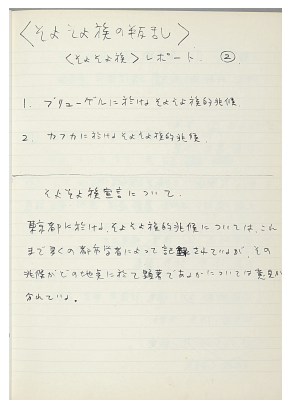 〈そよそよ族の叛乱〉
〈そよそよ族〉レポート. ②.
1. ブリューゲルに於けるそよそよ族的兆候.
2. カフカに於けるそよそよ族的兆候.
そよそよ族宣言について.
東京都に於ける、そよそよ族的兆候については、これ
まで多くの都市学者によって記録されているが、その
兆候がどの地点に於て顕著であるかについては意見が
分れている。